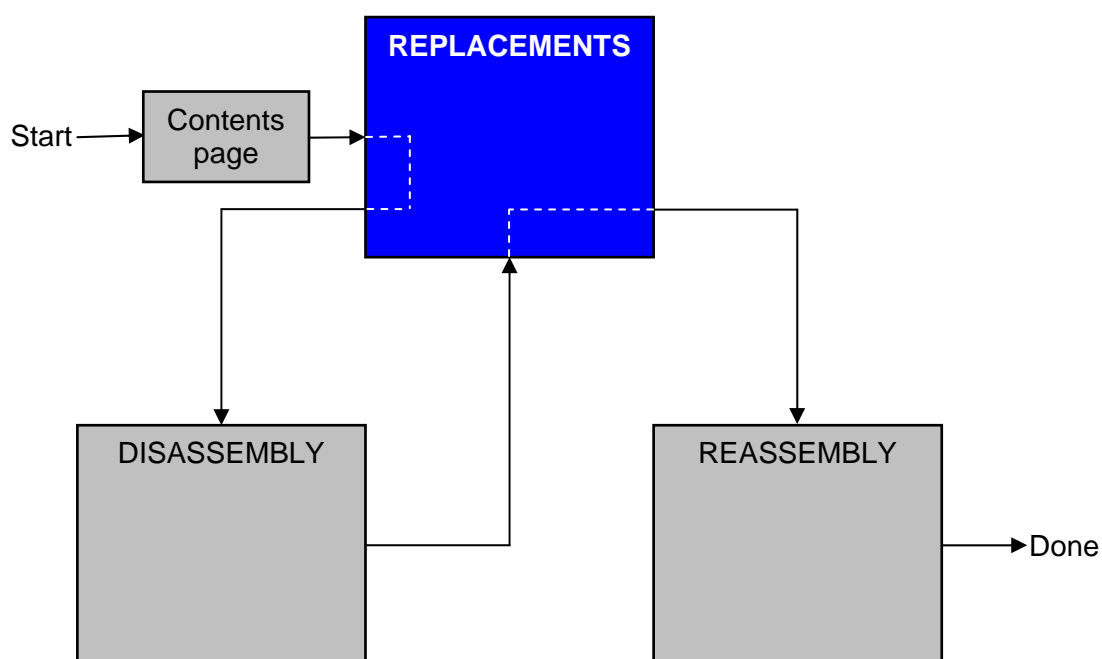 REPLACEMENTS
Start
Contents
page
DISASSEMBLY
REASSEMBLY
Done